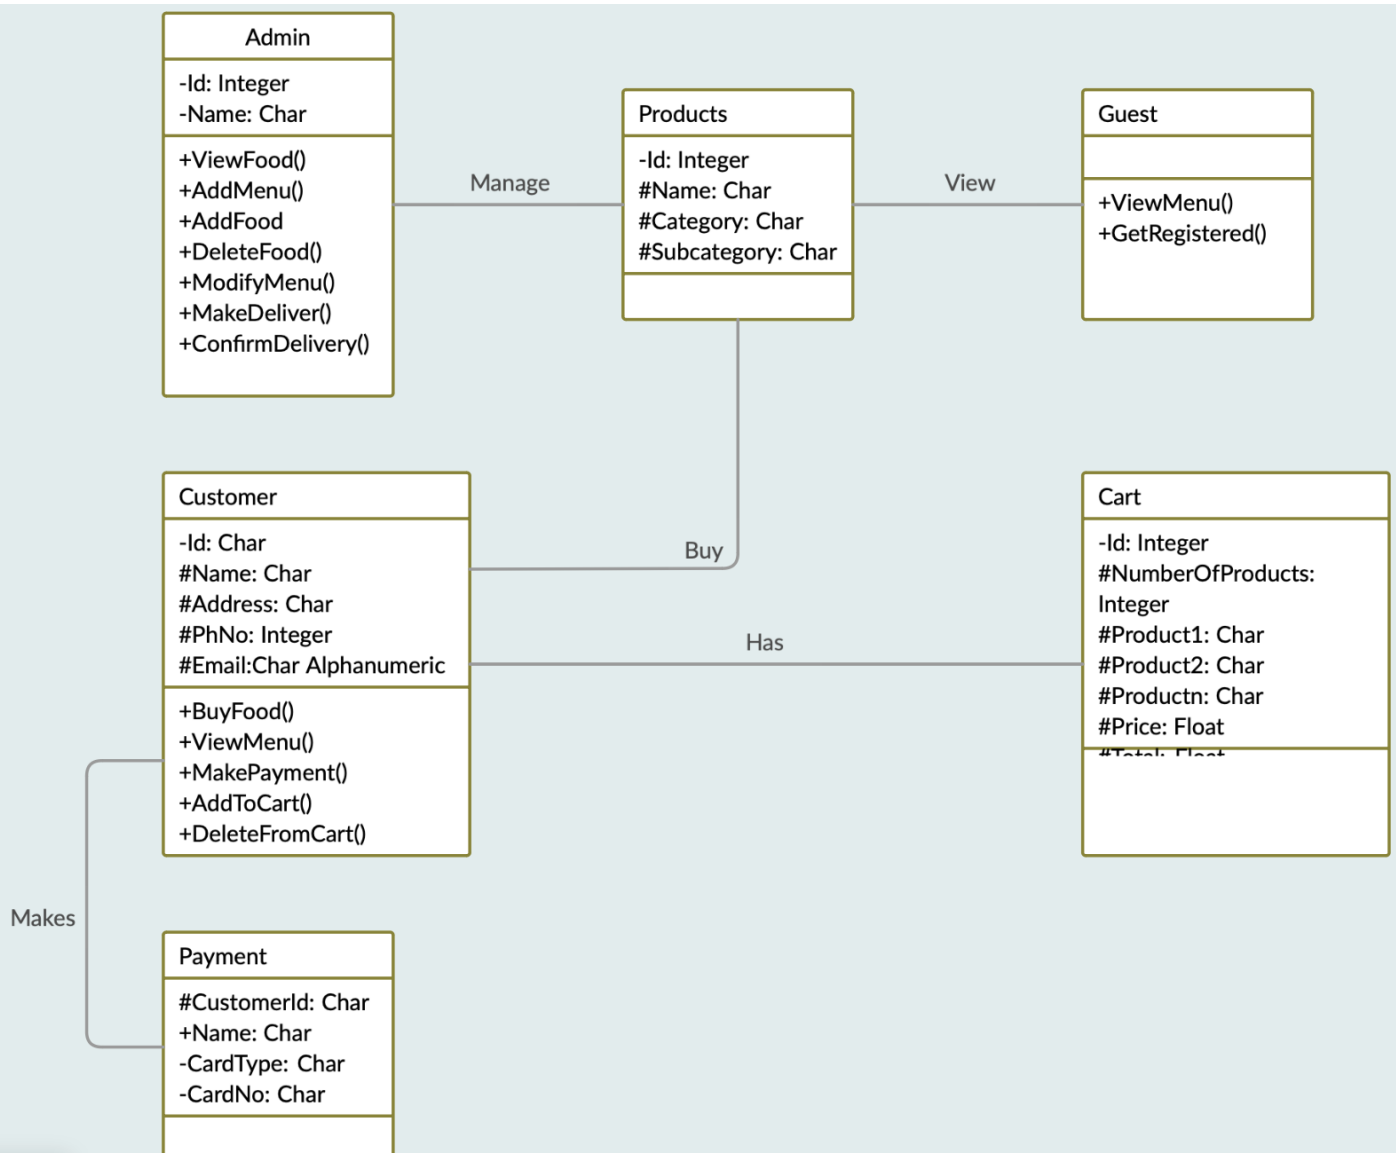 Admin
-Id: Integer
-Name: Char
+ViewFood()
+AddMenu()
+AddFood
+DeleteFood()
+ModifyMenu()
+MakeDeliver()
+ConfirmDelivery()
Manage
Products
-Id: Integer
#Name: Char
#Category: Char
#Subcategory: Char
View
Guest
+ViewMenu()
+GetRegistered()
Buy
Customer
-Id: Char
#Name: Char
#Address: Char
#PhNo: Integer
#Email:Char Alphanumeric
+BuyFood()
+ViewMenu()
+MakePayment()
+AddToCart()
+DeleteFromCart()
Has
Cart
-Id: Integer
#NumberOfProducts:
Integer
#Product1: Char
#Product2: Char
#Productn: Char
#Price: Float
#Total: Float
Makes
Payment
#CustomerId: Char
+Name: Char
-CardType: Char
-CardNo: Char